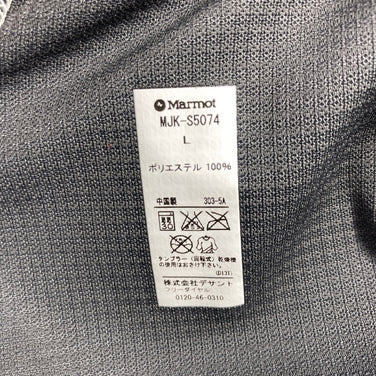 Marmot
MJK-S5074
L
ポリエステル 100%
中国製 303-5A
タンブラー(回転式)乾燥機
の使用はお避け下さい。
株式会社デサント
フリーダイヤル
0120-46-0310